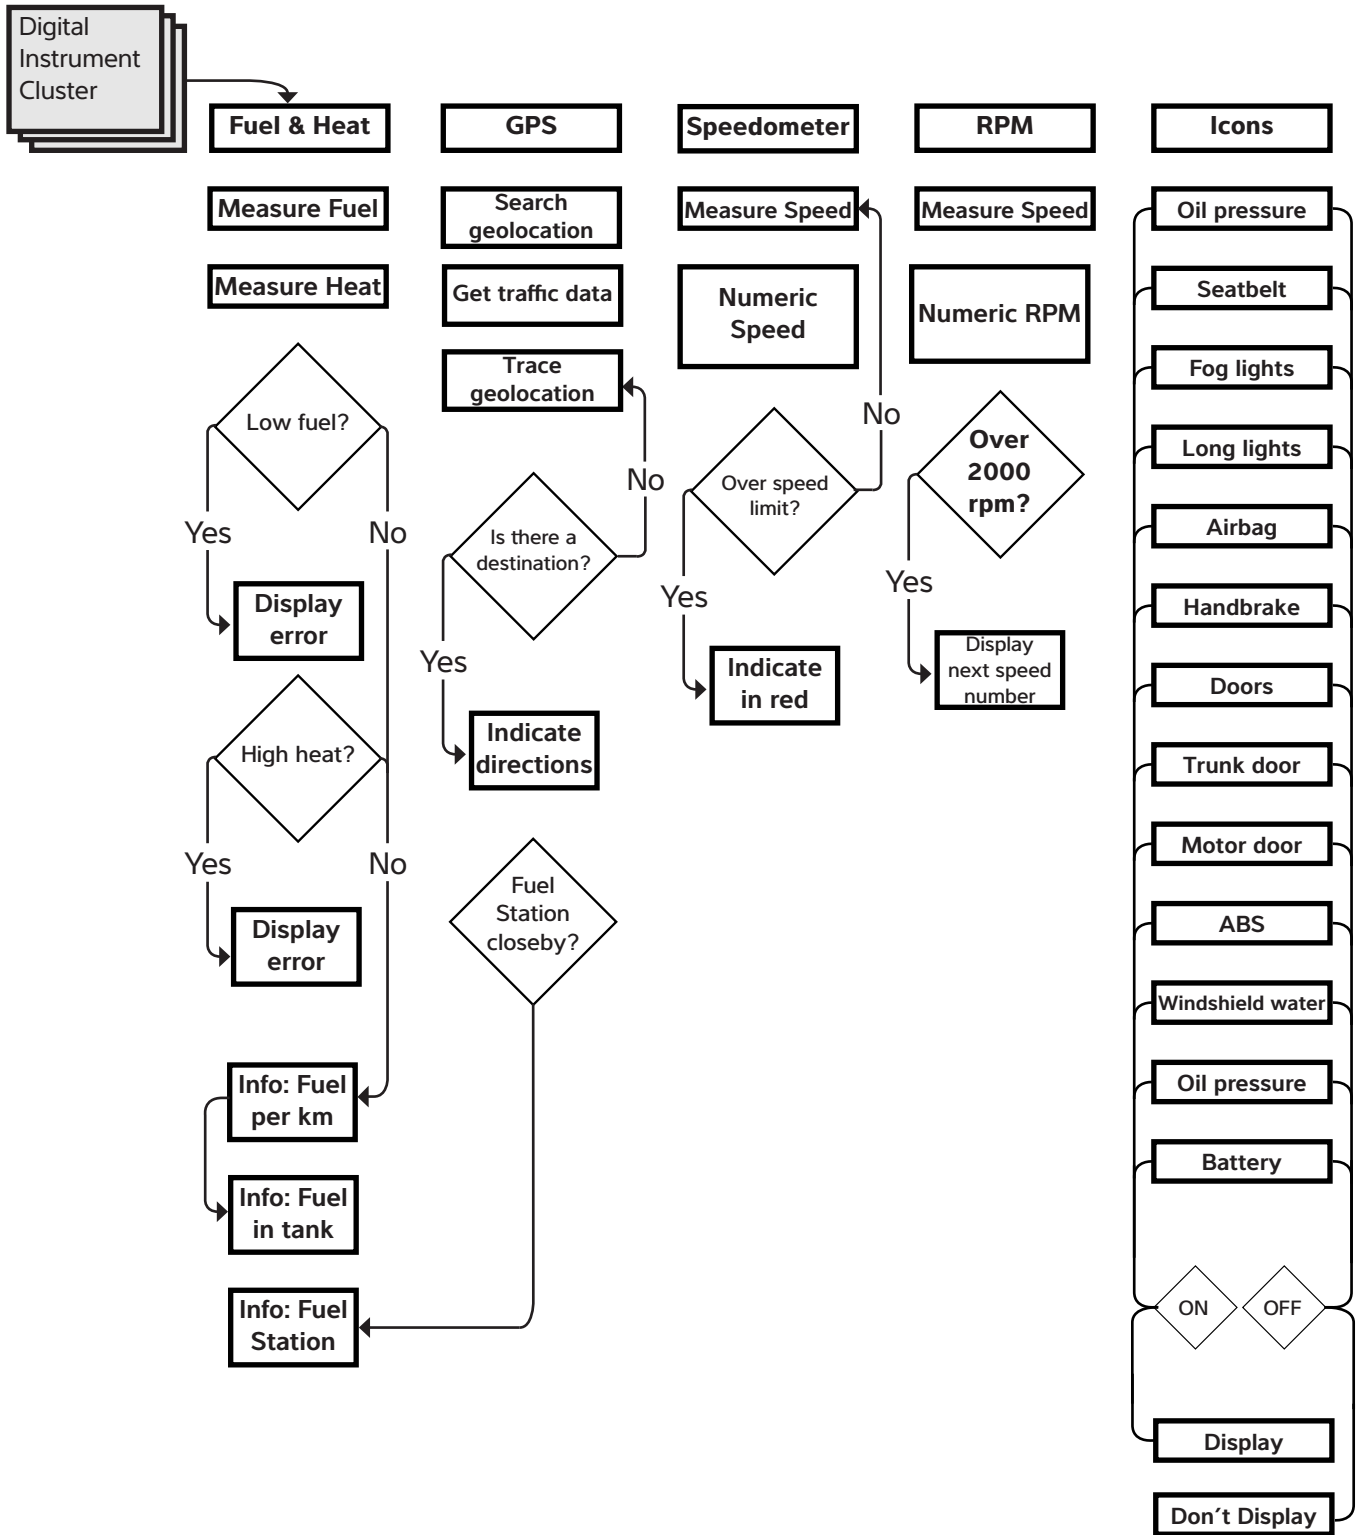 Digital
Instrument
Cluster
Fuel & Heat
GPS
Speedometer
RPM
Icons
Measure Fuel
Measure Heat
Low fuel?
Yes
No
Display
error
High heat?
Yes
No
Display
error
Info: Fuel
per km
Info: Fuel
in tank
Info: Fuel
Station
Search
geolocation
Get traffic data
Trace
geolocation
No
Is there a
destination?
Yes
Indicate
directions
Fuel
Station
closeby?
Measure Speed
Numeric
Speed
No
Over speed
limit?
Yes
Indicate
in red
Measure Speed
Numeric RPM
Over
2000
rpm?
Yes
Display
next speed
number
Oil pressure
Seatbelt
Fog lights
Long lights
Airbag
Handbrake
Doors
Trunk door
Motor door
ABS
Windshield water
Oil pressure
Battery
ON
OFF
Display
Don't Display